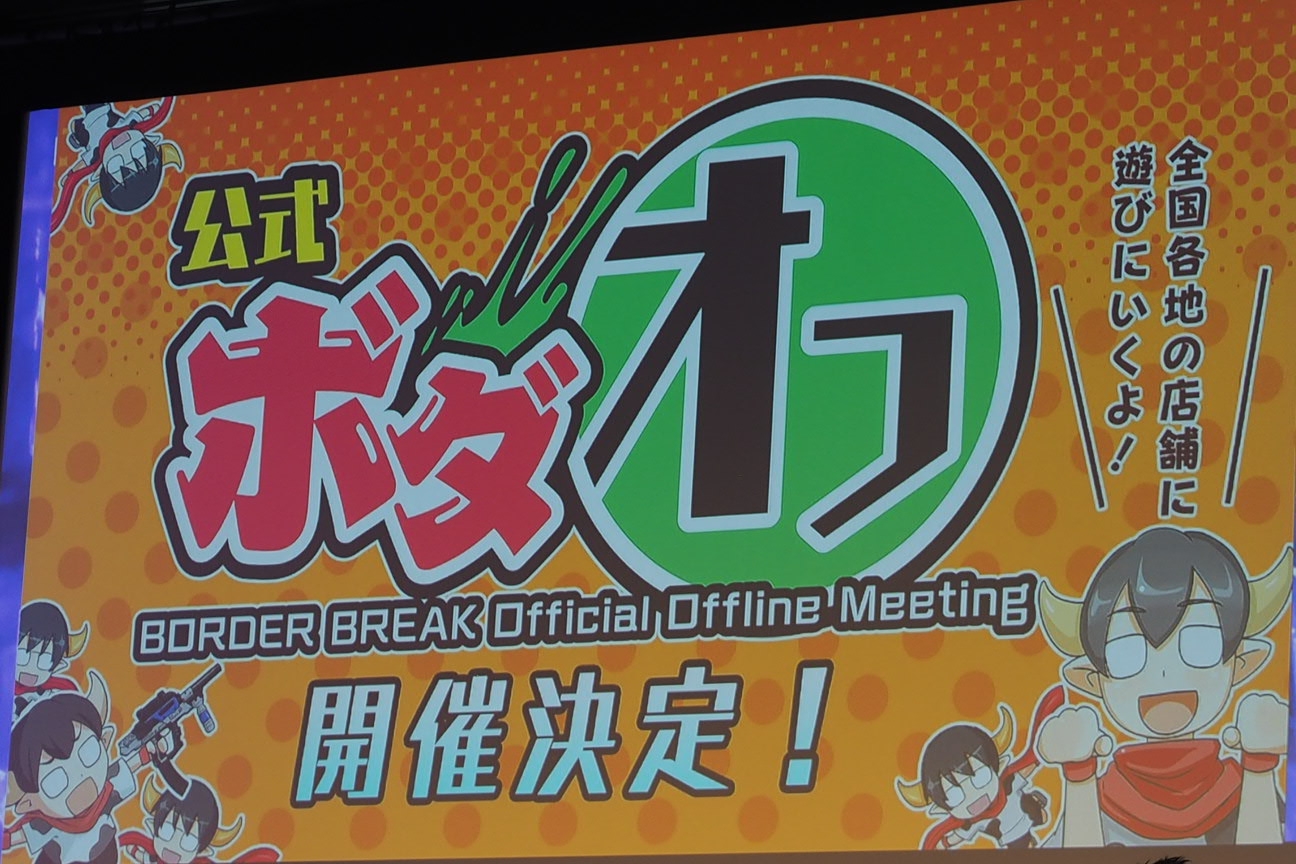 公式
ボダオフ
BORDER BREAK Official Offline Meeting
開催決定！
全国各地の店舗に
遊びにいくよ！